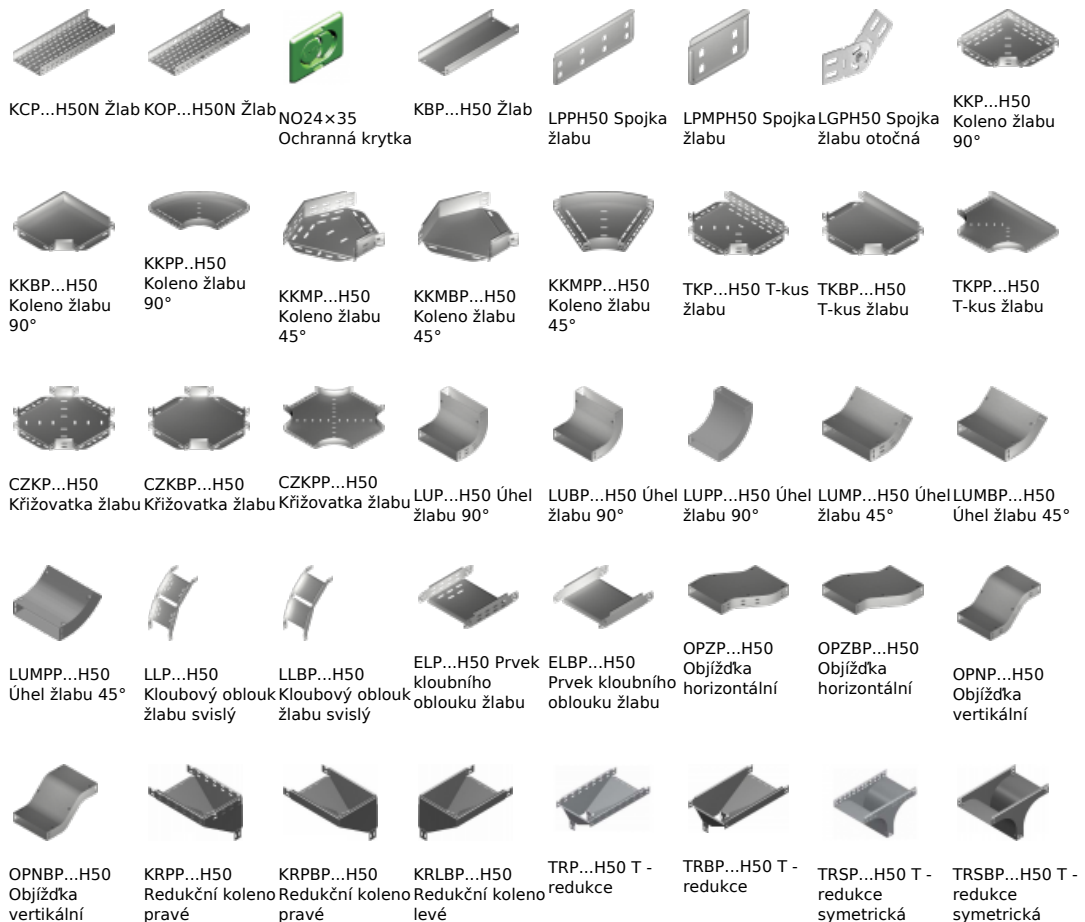 KCP...H50N Žlab
KOP...H50N Žlab
NO24×35
Ochranná krytka
KBP...H50 Žlab
LPPH50 Spojka
žlabu
LPMPH50 Spojka
žlabu
LGPH50 Spojka
žlabu otočná
KKP...H50
Koleno žlabu
90°
KKBP...H50
Koleno žlabu
90°
KKPP..H50
Koleno žlabu
90°
KKMP...H50
Koleno žlabu
45°
KKMBP...H50
Koleno žlabu
45°
KKMPP...H50
Koleno žlabu
45°
TKP...H50 T-kus
žlabu
TKBP...H50
T-kus žlabu
TKPP...H50
T-kus žlabu
CZKP...H50
Křižovatka žlabu
CZKBP...H50
Křižovatka žlabu
CZKPP...H50
Křižovatka žlabu
LUP...H50 Úhel
žlabu 90°
LUBP...H50 Úhel
žlabu 90°
LUPP...H50 Úhel
žlabu 90°
LUMP...H50 Úhel
žlabu 45°
LUMBP...H50
Úhel žlabu 45°
LUMPP...H50
Úhel žlabu 45°
LLP...H50
Kloubový oblouk
žlabu svislý
LLBP...H50
Kloubový oblouk
žlabu svislý
ELP...H50 Prvek
kloubního
oblouku žlabu
ELBP...H50
Prvek kloubního
oblouku žlabu
OPZP...H50
Objížďka
horizontální
OPZBP...H50
Objížďka
horizontální
OPNP...H50
Objížďka
vertikální
OPNBP...H50
Objížďka
vertikální
KRPP...H50
Redukční koleno
pravé
KRPBP...H50
Redukční koleno
pravé
KRLBP...H50
Redukční koleno
levé
TRP...H50 T -
redukce
TRBP...H50 T -
redukce
TRSP...H50 T -
redukce
symetrická
TRSBP...H50 T -
redukce
symetrická